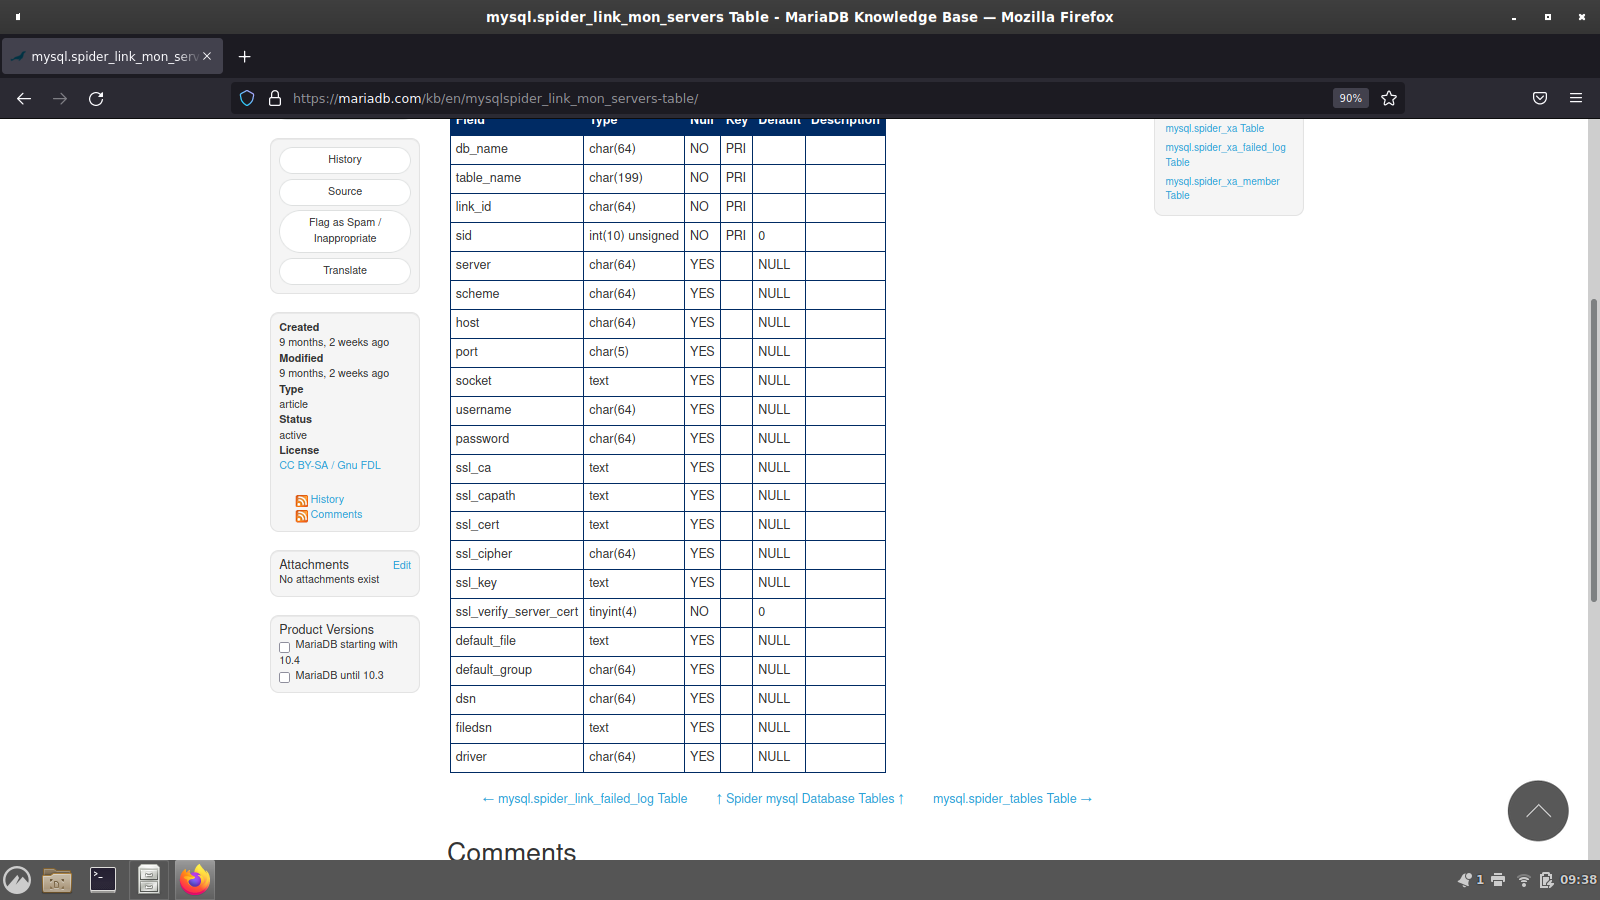 mysql.spider_link_mon_servers Table - MariaDB Knowledge Base — Mozilla Firefox
mysql.spider_link_mon_serv
https://mariadb.com/kb/en/mysqlspider_link_mon_servers-table/
90%
History
Source
Flag as Spam /
Inappropriate
Translate
Created
9 months, 2 weeks ago
Modified
9 months, 2 weeks ago
Type
article
Status
active
License
CC BY-SA / Gnu FDL
History
Comments
Attachments Edit
No attachments exist
Product Versions
MariaDB starting with
10.4
MariaDB until 10.3
Field Type Null Key Default Description
db_name char(64) NO PRI
table_name char(199) NO PRI
link_id char(64) NO PRI
sid int(10) unsigned NO PRI 0
server char(64) YES NULL
scheme char(64) YES NULL
host char(64) YES NULL
port char(5) YES NULL
socket text YES NULL
username char(64) YES NULL
password char(64) YES NULL
ssl_ca text YES NULL
ssl_capath text YES NULL
ssl_cert text YES NULL
ssl_cipher char(64) YES NULL
ssl_key text YES NULL
ssl_verify_server_cert tinyint(4) NO 0
default_file text YES NULL
default_group char(64) YES NULL
dsn char(64) YES NULL
filedsn text YES NULL
driver char(64) YES NULL
← mysql.spider_link_failed_log Table ↑ Spider mysql Database Tables ↑ mysql.spider_tables Table →
Comments
mysql.spider_xa Table
mysql.spider_xa_failed_log
Table
mysql.spider_xa_member
Table
1 09:38